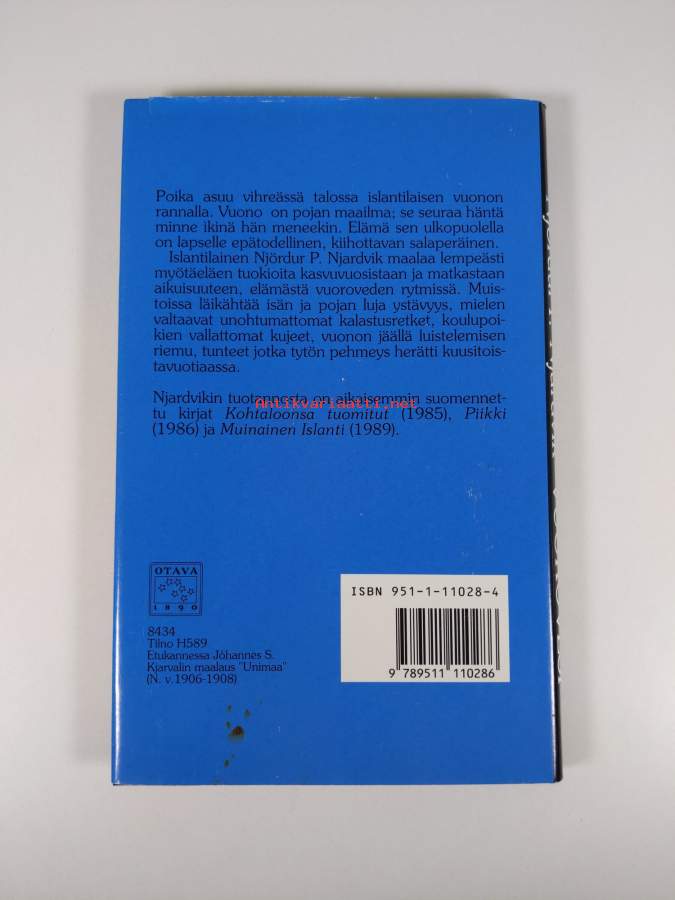 Poika asuu vihreässä talossa islantilaisen vuonon
rannalla. Vuono on pojan maailma; se seuraa häntä
minne ikinä hän meneekin. Elämä sen ulkopuolella
on lapselle epätodellinen, kiihottavan salaperäinen.
Islantilainen Njördur P. Njardvik maalaa lempeästi
myötäeläen tuokioita kasvuvuosistaan ja matkastaan
aikuisuuteen, elämästä vuoroveden rytmissä. Muis-
toissa läikähtää isän ja pojan luja ystävyys, mielen
valtaavat unohtumattomat kalastusretket, koulupoi-
kien vallattomat kujeet, vuonon jäällä luistelemisen
riemu, tunteet jotka tytön pehmeys herätti kuusitois-
tavuotiaassa.
Njardvikin tuotannosta on aikaisemmin suomennet-
tu kirjat Kohtaloonsa tuomitut (1985), Piikki
(1986) ja Muinainen Islanti (1989).
Antikvariaatti.net
OTAVA
1890
8434
Tilno H589
Etukannessa Jóhannes S.
Kjarvalin maalaus "Unimaa"
(N. v. 1906-1908)
ISBN 951-1-11028-4
9 789511 110286